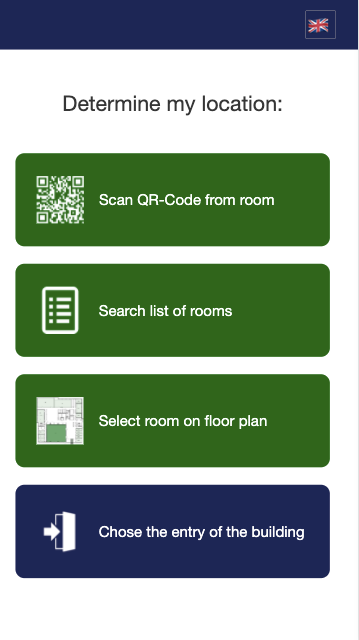 Determine my location:
Scan QR-Code from room
Search list of rooms
Select room on floor plan
Chose the entry of the building